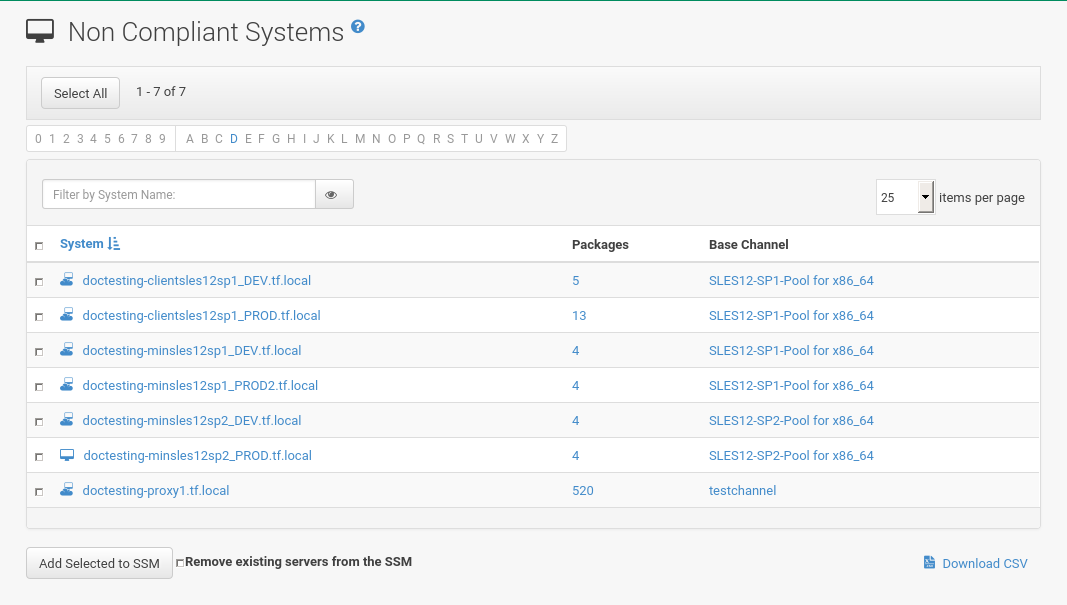 Non Compliant Systems ?
Select All 1 - 7 of 7
0 1 2 3 4 5 6 7 8 9 A B C D E F G H I J K L M N O P Q R S T U V W X Y Z
Filter by System Name: 25 items per page
System Packages Base Channel
doctesting-clientsles12sp1_DEV.tf.local 5 SLES12-SP1-Pool for x86_64
doctesting-clientsles12sp1_PROD.tf.local 13 SLES12-SP1-Pool for x86_64
doctesting-minsles12sp1_DEV.tf.local 4 SLES12-SP1-Pool for x86_64
doctesting-minsles12sp1_PROD2.tf.local 4 SLES12-SP1-Pool for x86_64
doctesting-minsles12sp2_DEV.tf.local 4 SLES12-SP2-Pool for x86_64
doctesting-minsles12sp2_PROD.tf.local 4 SLES12-SP2-Pool for x86_64
doctesting-proxy1.tf.local 520 testchannel
Add Selected to SSM Remove existing servers from the SSM Download CSV